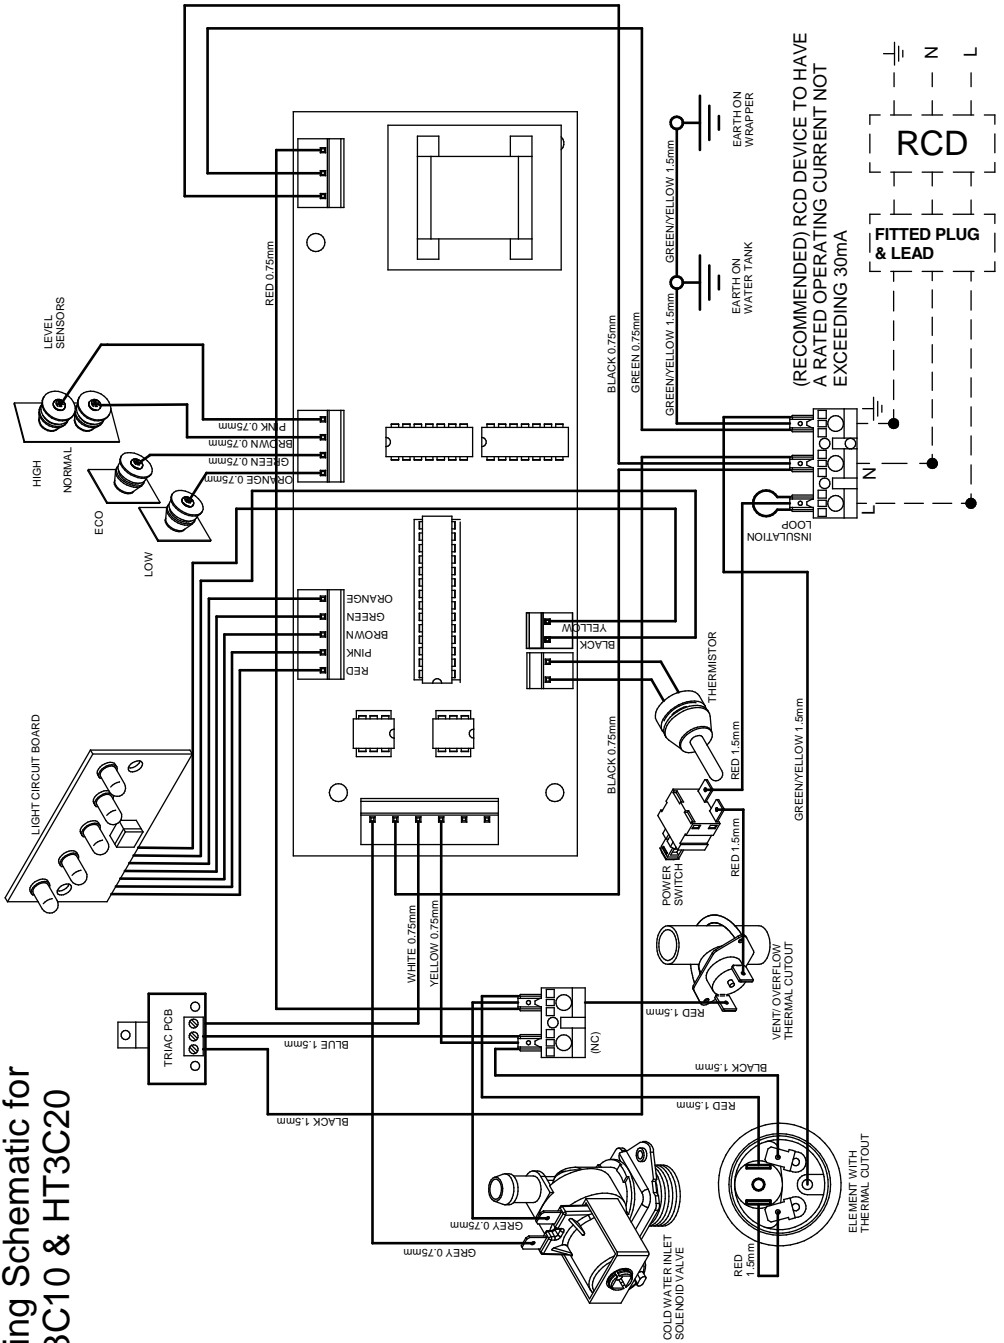 ing Schematic for
3C10 & HT3C20
LIGHT CIRCUIT BOARD
TRIAC PCB
HIGH
NORMAL
ECO
LOW
LEVEL
SENSORS
RED 0.75mm
PINK 0.75mm
BROWN 0.75mm
GREEN 0.75mm
ORANGE 0.75mm
ORANGE
GREEN
BROWN
PINK
RED
YELLOW
BLACK
BLACK 1.5mm
BLUE 1.5mm
WHITE 0.75mm
YELLOW 0.75mm
GREY 0.75mm
GREY 0.75mm
COLD WATER INLET
SOLENOID VALVE
(NC)
RED 1.5mm
BLACK 1.5mm
RED 1.5mm
RED
1.5mm
ELEMENT WITH
THERMAL CUTOUT
VENT/ OVERFLOW
THERMAL CUTOUT
POWER
SWITCH
RED 1.5mm
RED 1.5mm
THERMISTOR
BLACK 0.75mm
GREEN/YELLOW 1.5mm
INSULATION
LOOP
BLACK 0.75mm
GREEN 0.75mm
GREEN/YELLOW 1.5mm
GREEN/YELLOW 1.5mm
GREEN/YELLOW 1.5mm
EARTH ON
WATER TANK
EARTH ON
WRAPPER
L
N
(RECOMMENDED) RCD DEVICE TO HAVE
A RATED OPERATING CURRENT NOT
EXCEEDING 30mA
FITTED PLUG
& LEAD
RCD
N
L